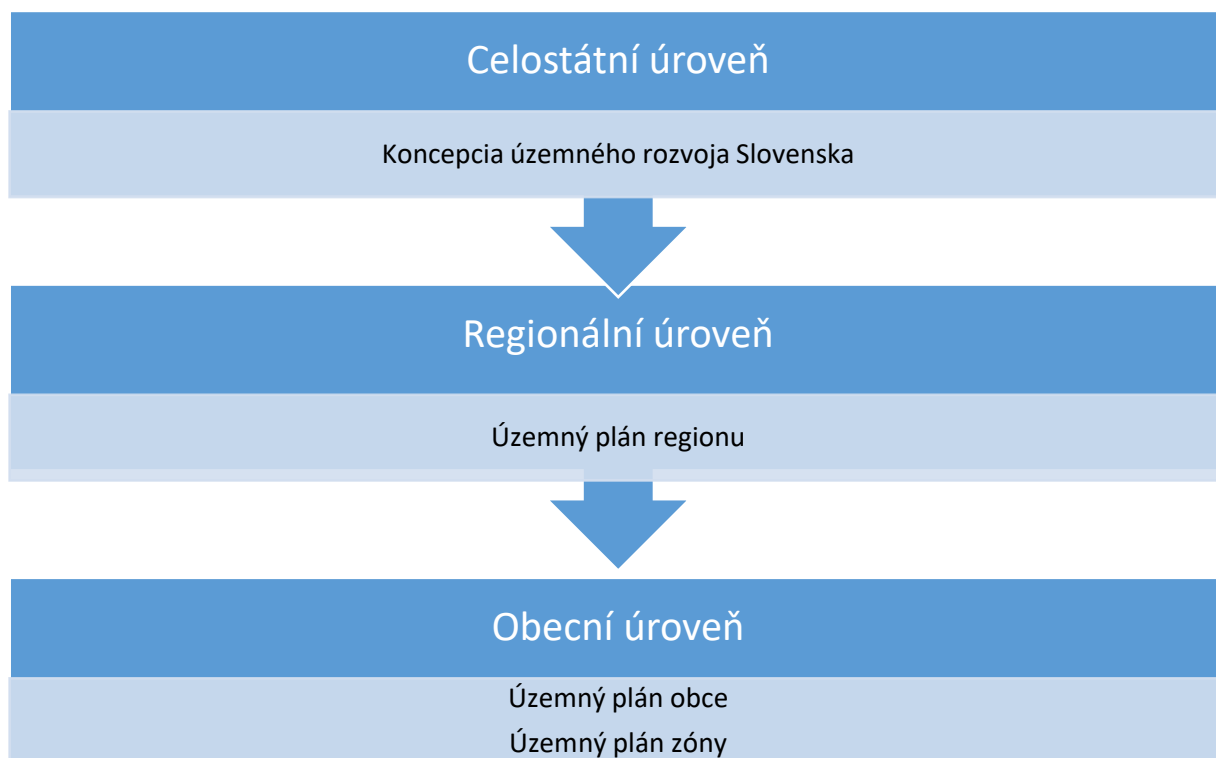 Celostátní úroveň
Koncepcia územného rozvoja Slovenska
Regionální úroveň
Územný plán regionu
Obecní úroveň
Územný plán obce
Územný plán zóny